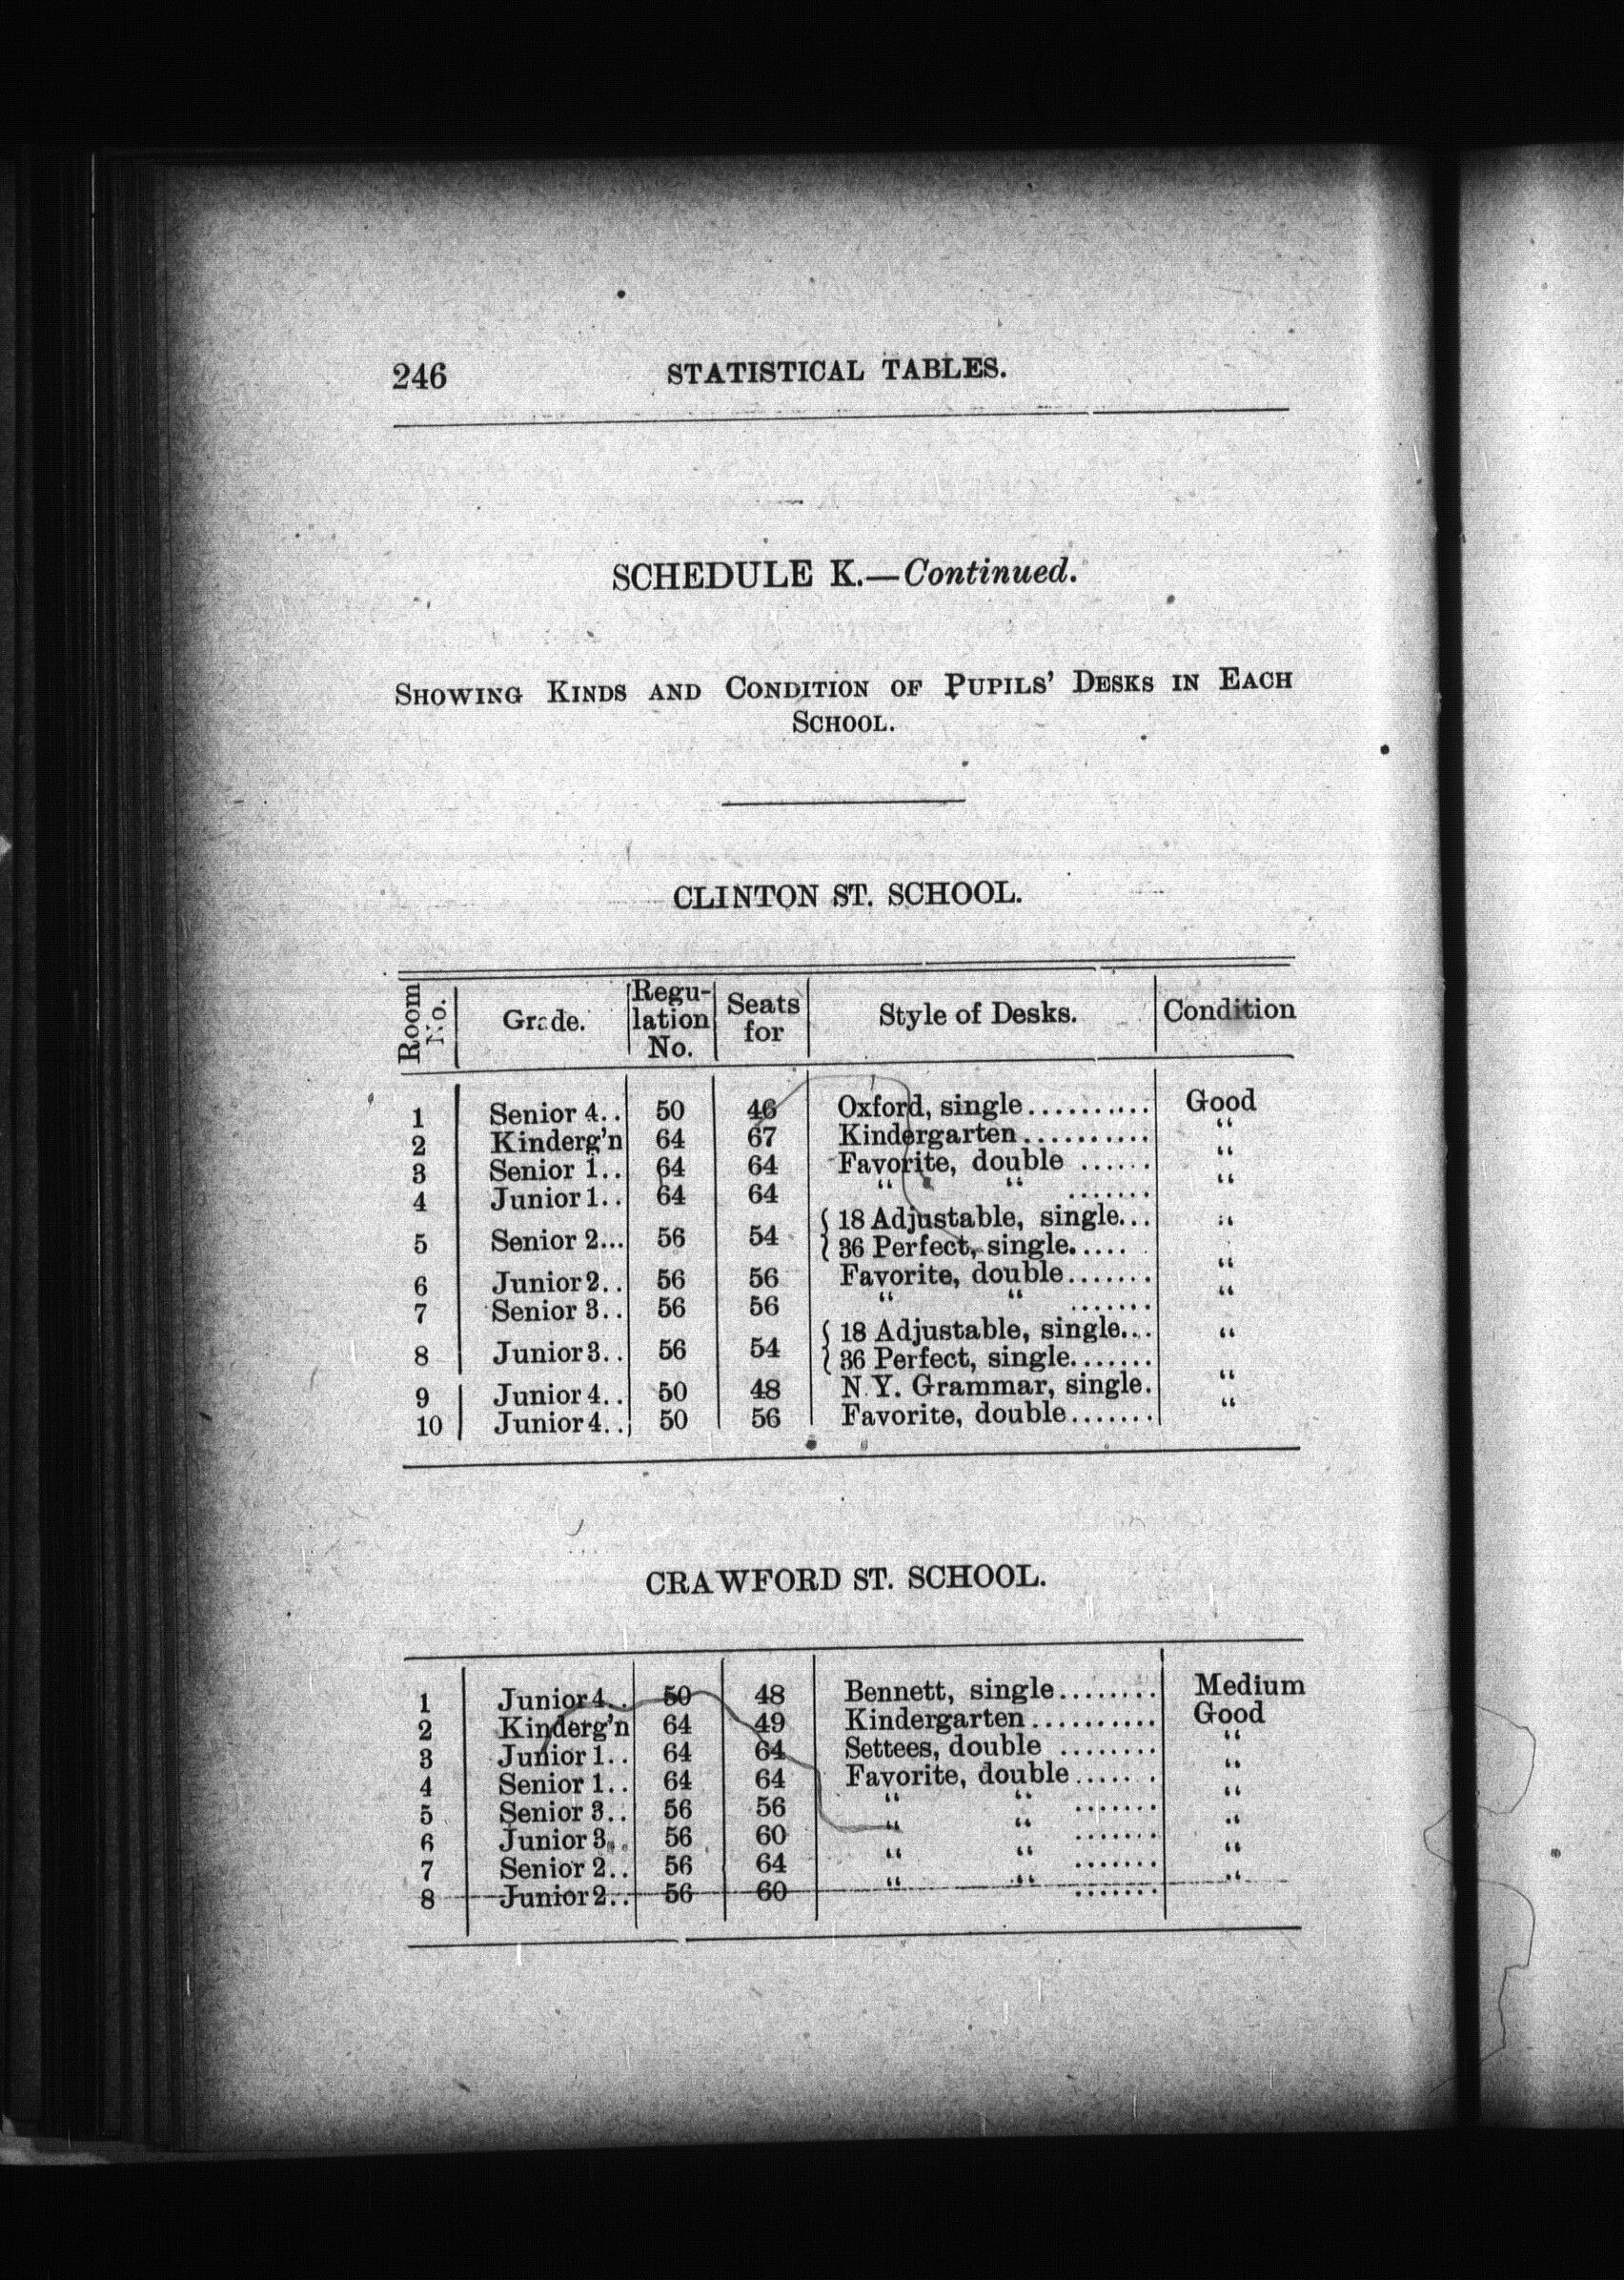 246 STATISTICAL TABLES.
SCHEDULE K.—Continued.
SHOWING KINDS AND CONDITION OF PUPILS' DESKS IN EACH
SCHOOL.
CLINTON ST. SCHOOL.
Room No. Grade. Regu-lation No. Seats for Style of Desks. Condition
1 Senior 4.. 50 46 Oxford, single.......... Good
2 Kinderg'n 64 67 Kindergarten.......... "
3 Senior 1.. 64 64 Favorite, double ...... "
4 Junior 1.. 64 64 " " ....... "
5 Senior 2... 56 54 { 18 Adjustable, single... "
{ 36 Perfect, single.....
6 Junior 2.. 56 56 Favorite, double....... "
7 Senior 3.. 56 56 " " ....... "
8 Junior 3.. 56 54 { 18 Adjustable, single... "
{ 36 Perfect, single.......
9 Junior 4.. 50 48 N. Y. Grammar, single. "
10 Junior 4.. 50 56 Favorite, double....... "
CRAWFORD ST. SCHOOL.
1 Junior 4.. 50 48 Bennett, single........ Medium
2 Kinderg'n 64 49 Kindergarten.......... Good
3 Junior 1.. 64 64 Settees, double ........ "
4 Senior 1.. 64 64 Favorite, double....... "
5 Senior 3.. 56 56 " " ....... "
6 Junior 3.. 56 60 " " ....... "
7 Senior 2.. 56 64 " " ....... "
8 Junior 2.. 56 60 " " ....... "